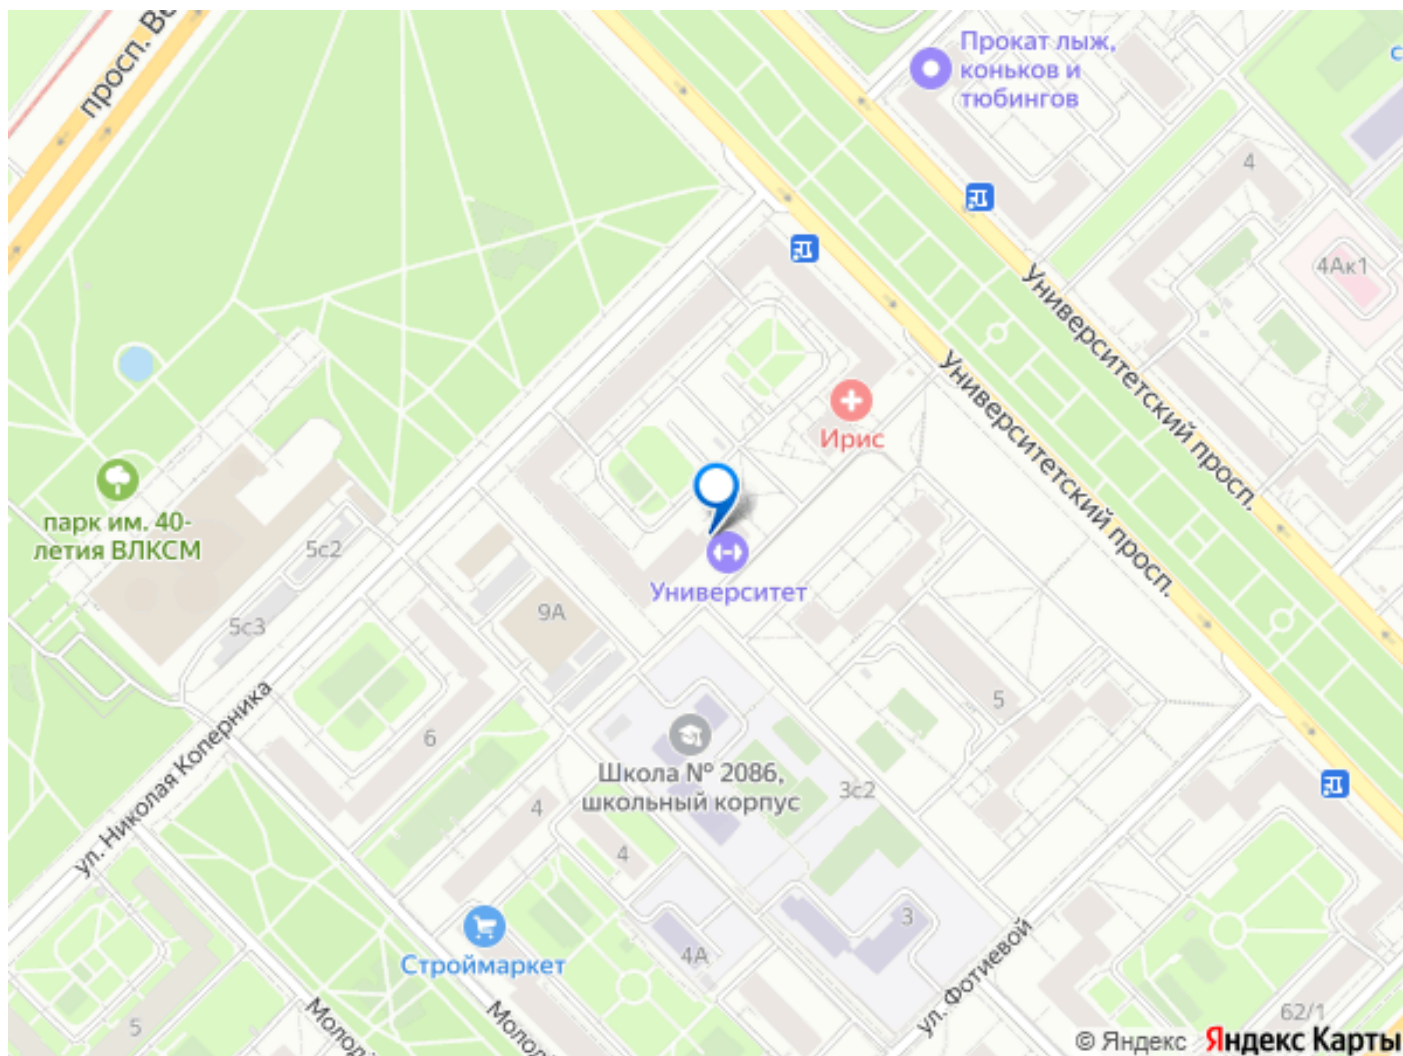 просп. Ве
Прокат лыж,
коньков и
тюбингов
с
4
4Ак1
Университетский просп.
Университетский просп.
Ирис
парк им. 40-
летия ВЛКСМ
5с2
5с3
9А
Университет
ул. Николая Коперника
6
5
Школа № 2086,
школьный корпус
3с2
4
4
3
4А
Строймаркет
ул. Фотиевой
62/1
5
Молод
Молод
© Яндекс Яндекс Карты